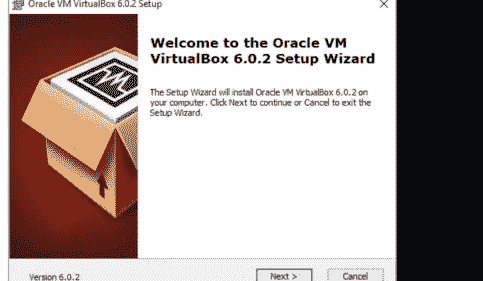 Oracle VM VirtualBox 6.0.2 Setup
Welcome to the Oracle VM
VirtualBox 6.0.2 Setup Wizard
The Setup Wizard will install Oracle VM VirtualBox 6.0.2 on
your computer. Click Next to continue or Cancel to exit the
Setup Wizard.
Version 6.0.2
Next >
Cancel